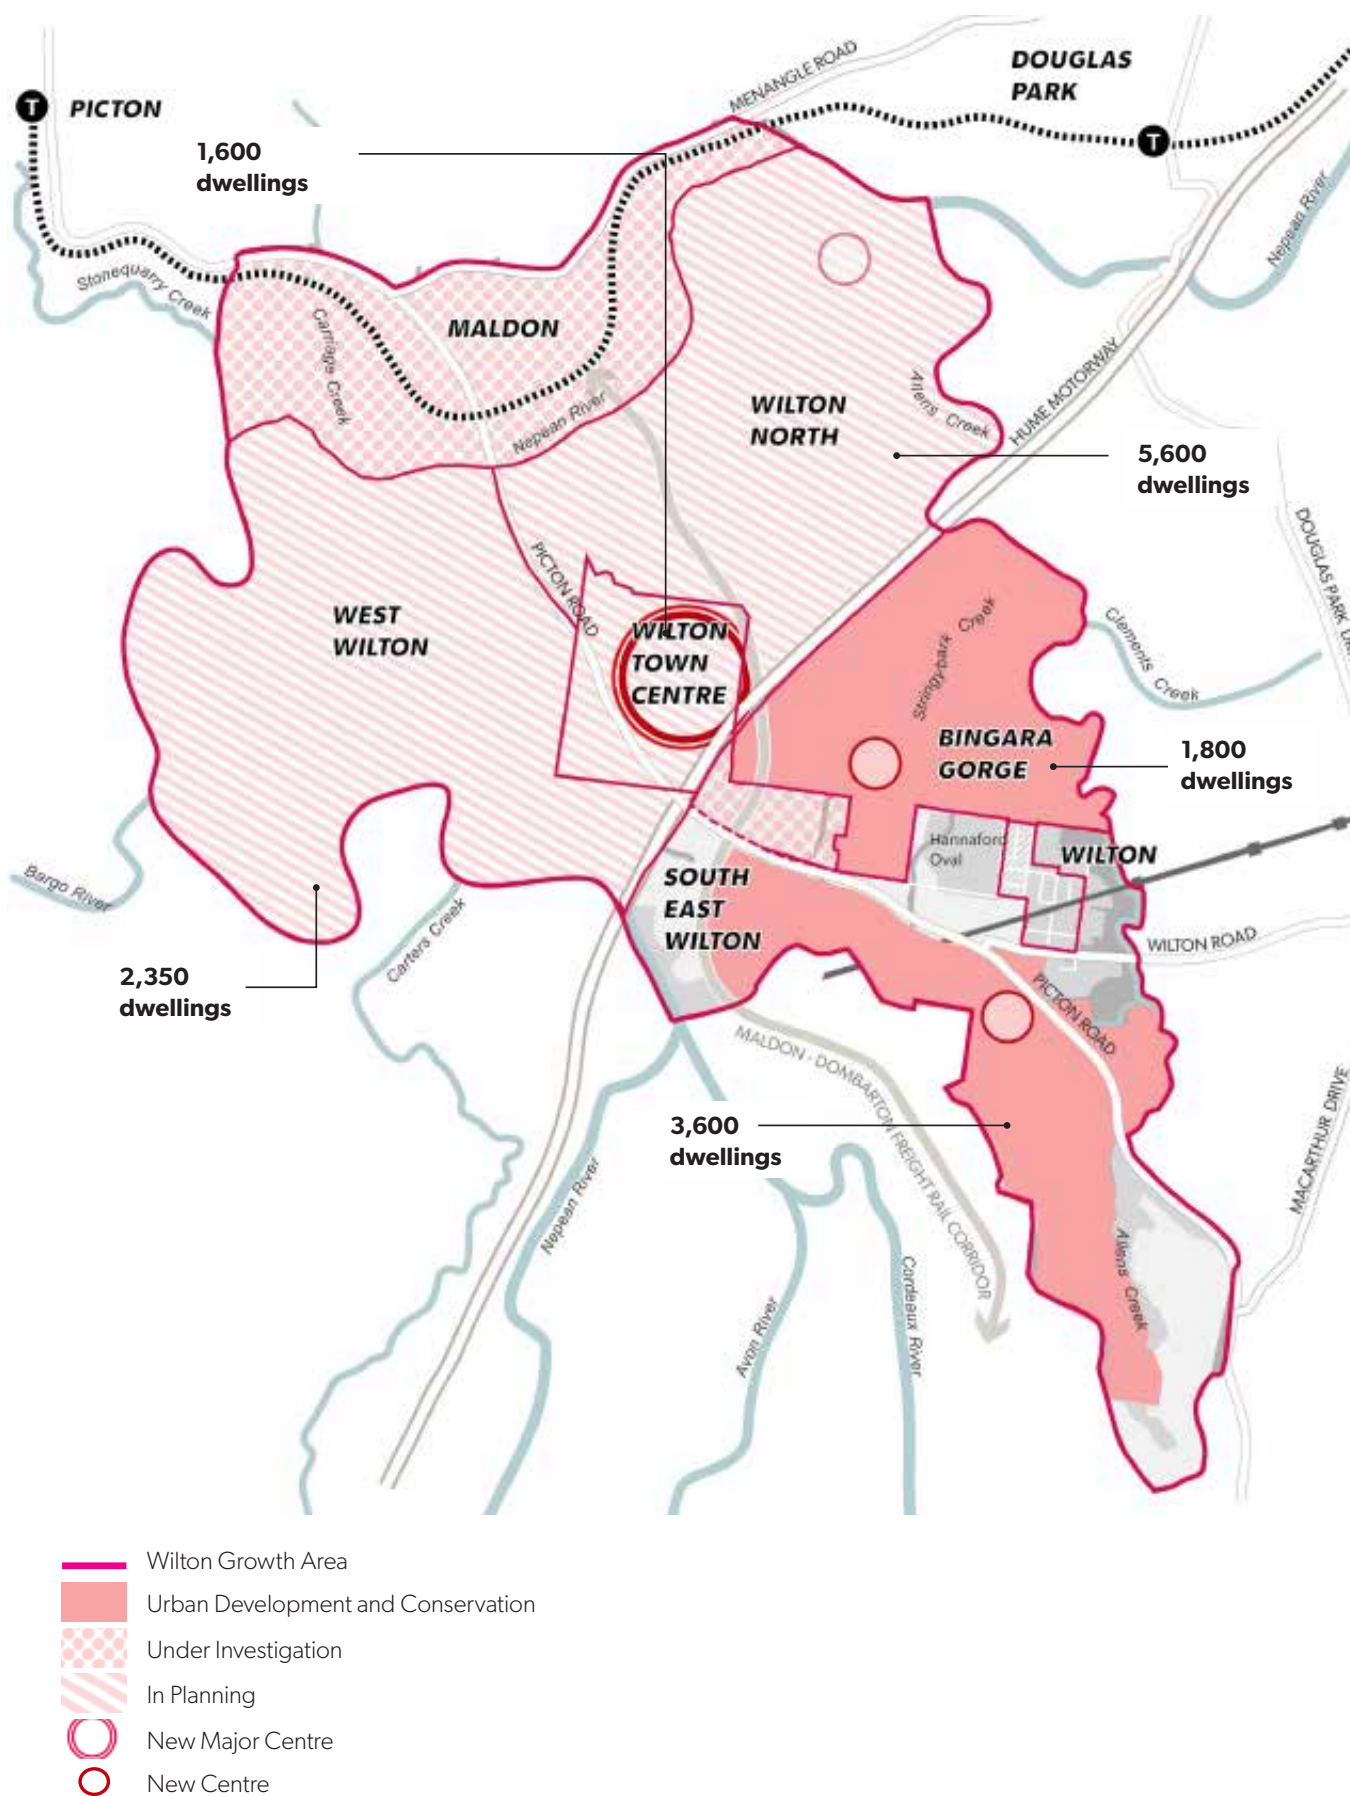 MENANGLE ROAD
DOUGLAS
PARK
T
PICTON
T
1,600
dwellings
Nepean River
Stonequarry Creek
Carriage Creek
MALDON
HUME MOTORWAY
Allens Creek
WILTON
NORTH
Nepean River
5,600
dwellings
DOUGLAS PARK
PICTON ROAD
WEST
WILTON
WILTON
TOWN
CENTRE
Stringybark Creek
Clements Creek
BINGARA
GORGE
1,800
dwellings
Hannaford
Oval
WILTON
SOUTH
EAST
WILTON
Bargo River
Carters Creek
WILTON ROAD
2,350
dwellings
PICTON ROAD
MALDON - DOMBARTON FREIGHT RAIL CORRIDOR
3,600
dwellings
MACARTHUR DRIVE
Nepean River
Allens Creek
Avon River
Cordeaux River
Wilton Growth Area
Urban Development and Conservation
Under Investigation
In Planning
New Major Centre
New Centre